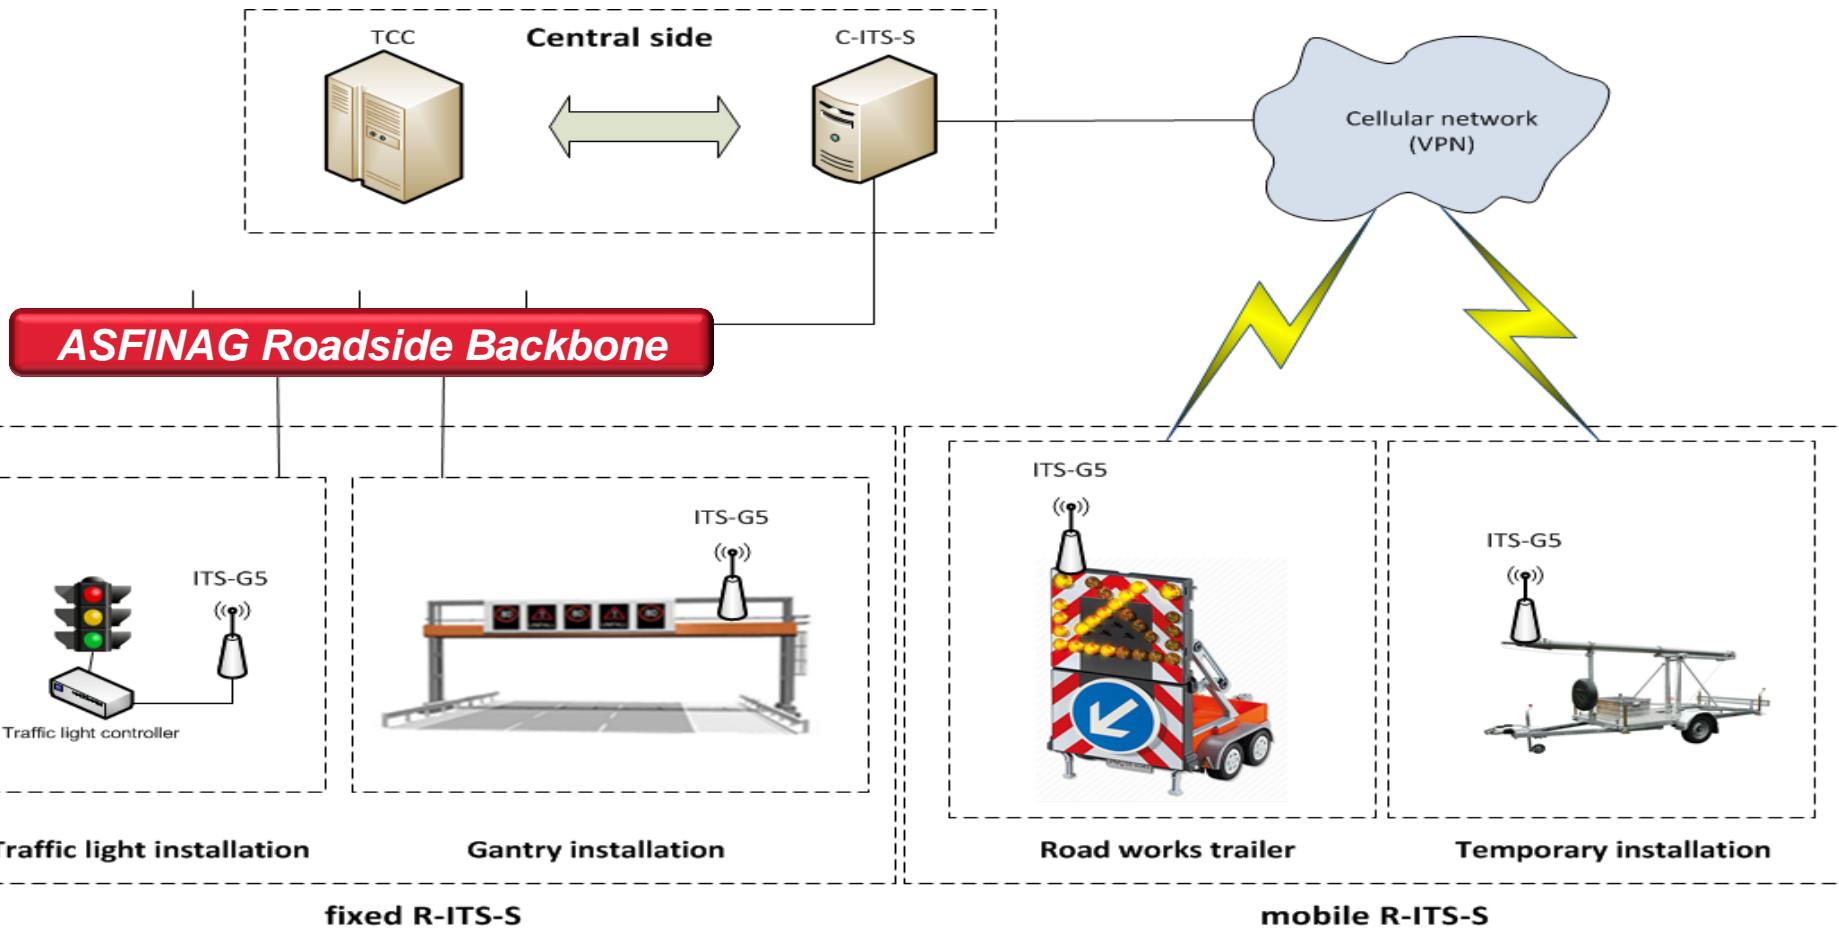 TCC
Central side
C-ITS-S
Cellular network
(VPN)
ASFINAG Roadside Backbone
ITS-G5
ITS-G5
ITS-G5
ITS-G5
Traffic light controller
Traffic light installation
Gantry installation
Road works trailer
Temporary installation
fixed R-ITS-S
mobile R-ITS-S